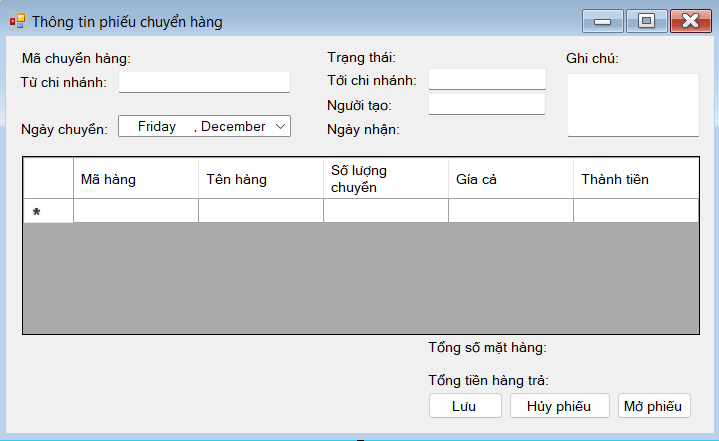 Thông tin phiếu chuyển hàng
Mã chuyển hàng:
Trạng thái:
Ghi chú:
Từ chi nhánh:
Tới chi nhánh:
Người tạo:
Ngày chuyển:
Friday , December
Ngày nhận:
Mã hàng
Tên hàng
Số lượng
chuyển
Gía cả
Thành tiền
*
Tổng số mặt hàng:
Tổng tiền hàng trả:
Lưu
Hủy phiếu
Mở phiếu